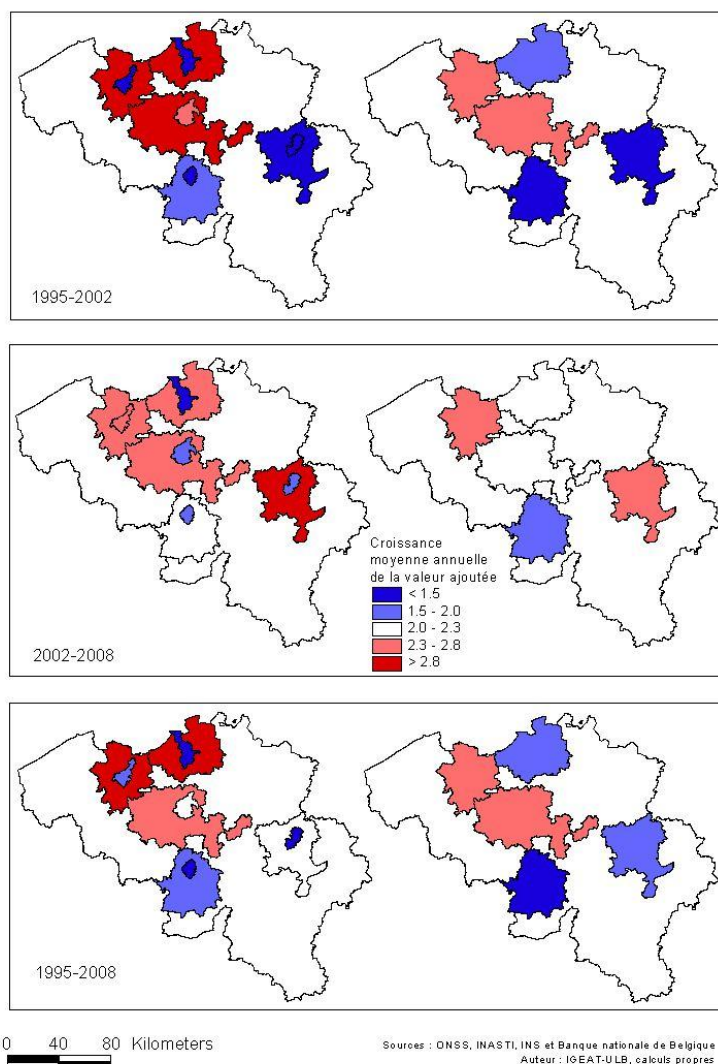 1995-2002
Croissance
moyenne annuelle
de la valeur ajoutée
< 1.5
1.5 - 2.0
2.0 - 2.3
2.3 - 2.8
> 2.8
2002-2008
1995-2008
0 40 80 Kilometers
Sources : ONSS, INASTI, INS et Banque nationale de Belgique
Auteur : IGEAT-ULB, calculs propres